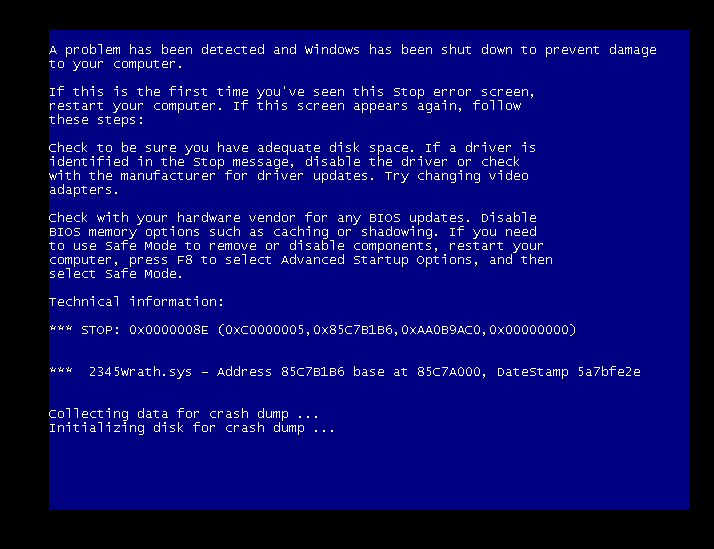 A problem has been detected and Windows has been shut down to prevent damage
to your computer.
If this is the first time you've seen this Stop error screen,
restart your computer. If this screen appears again, follow
these steps:
Check to be sure you have adequate disk space. If a driver is
identified in the Stop message, disable the driver or check
with the manufacturer for driver updates. Try changing video
adapters.
Check with your hardware vendor for any BIOS updates. Disable
BIOS memory options such as caching or shadowing. If you need
to use Safe Mode to remove or disable components, restart your
computer, press F8 to select Advanced Startup Options, and then
select Safe Mode.
Technical information:
*** STOP: 0x0000008E (0xC0000005,0x85C7B1B6,0xAA0B9AC0,0x00000000)
***  2345Wrath.sys - Address 85C7B1B6 base at 85C7A000, DateStamp 5a7bfe2e
Collecting data for crash dump ...
Initializing disk for crash dump ...